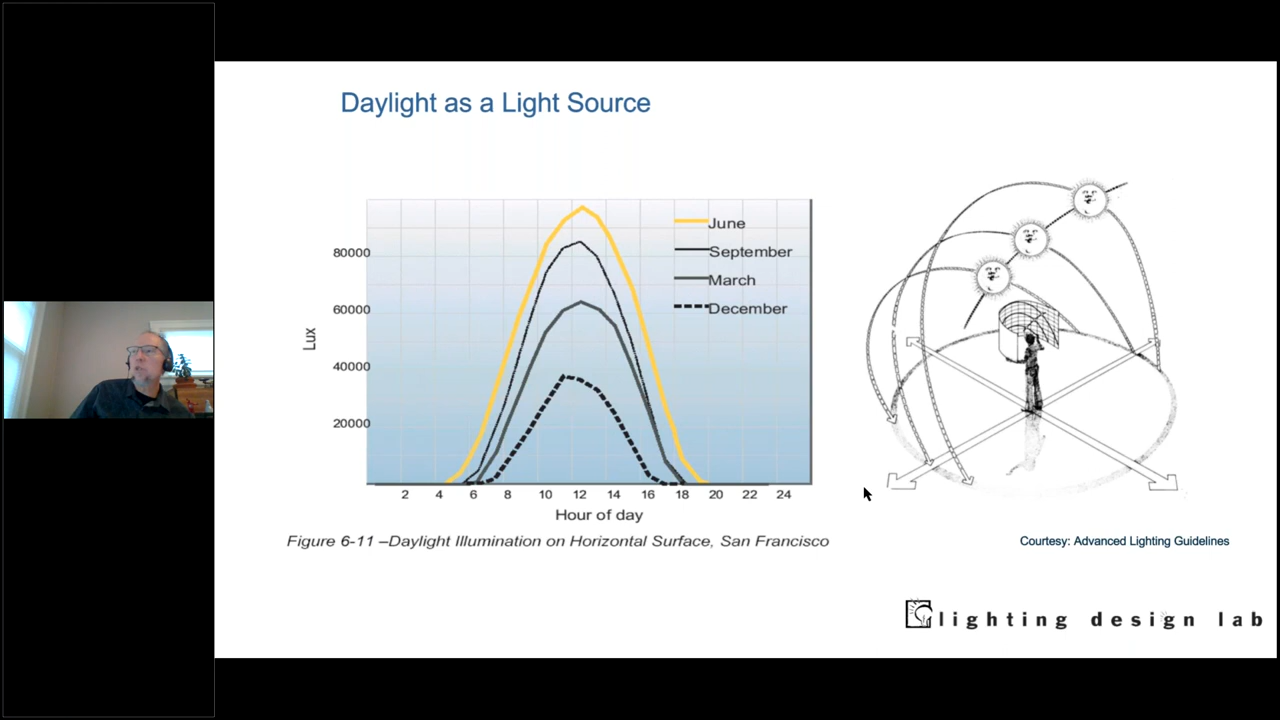 Daylight as a Light Source
June
September
March
December
80000
60000
40000
20000
Lux
2 4 6 8 10 12 14 16 18 20 22 24
Hour of day
Figure 6-11 –Daylight Illumination on Horizontal Surface, San Francisco
Courtesy: Advanced Lighting Guidelines
lighting design lab